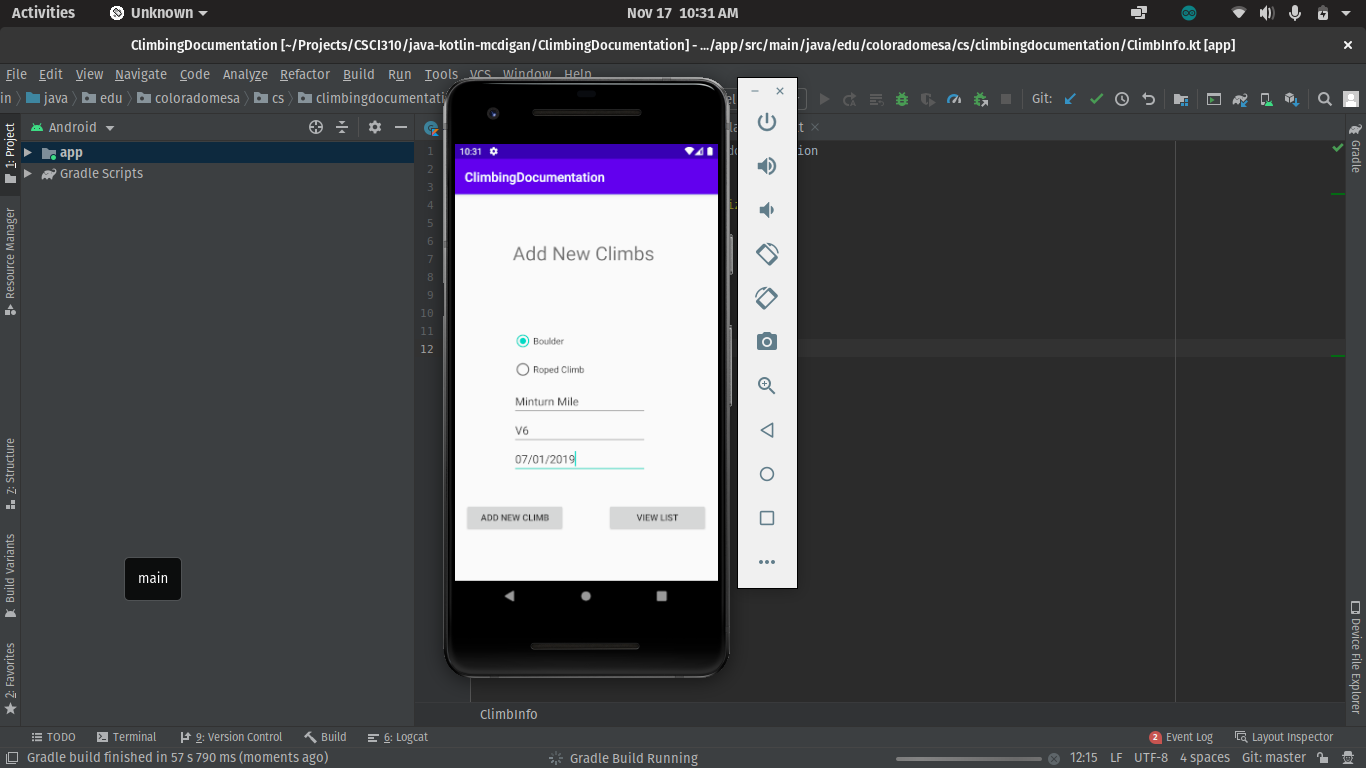 Activities
Unknown
Nov 17 10:31 AM
ClimbingDocumentation [~/Projects/CSCI310/java-kotlin-mcdigan/ClimbingDocumentation] - .../app/src/main/java/edu/coloradomesa/cs/climbingdocumentation/ClimbInfo.kt [app]
File Edit View Navigate Code Analyze Refactor Build Run Tools VCS Window Help
in java edu coloradomesa cs climbingdocumentati
Git:
Android
1: Project
app
Gradle Scripts
Resource Manager
7: Structure
Build Variants
2: Favorites
main
1
2
3
4
5
6
7
8
9
10
11
12
10:31
ClimbingDocumentation
Add New Climbs
Boulder
Roped Climb
Minturn Mile
V6
07/01/2019
ADD NEW CLIMB
VIEW LIST
Gradle
Device File Explorer
ClimbInfo
TODO
Terminal
9: Version Control
Build
6: Logcat
2 Event Log
Layout Inspector
Gradle build finished in 57 s 790 ms (moments ago)
Gradle Build Running
12:15 LF UTF-8 4 spaces Git: master